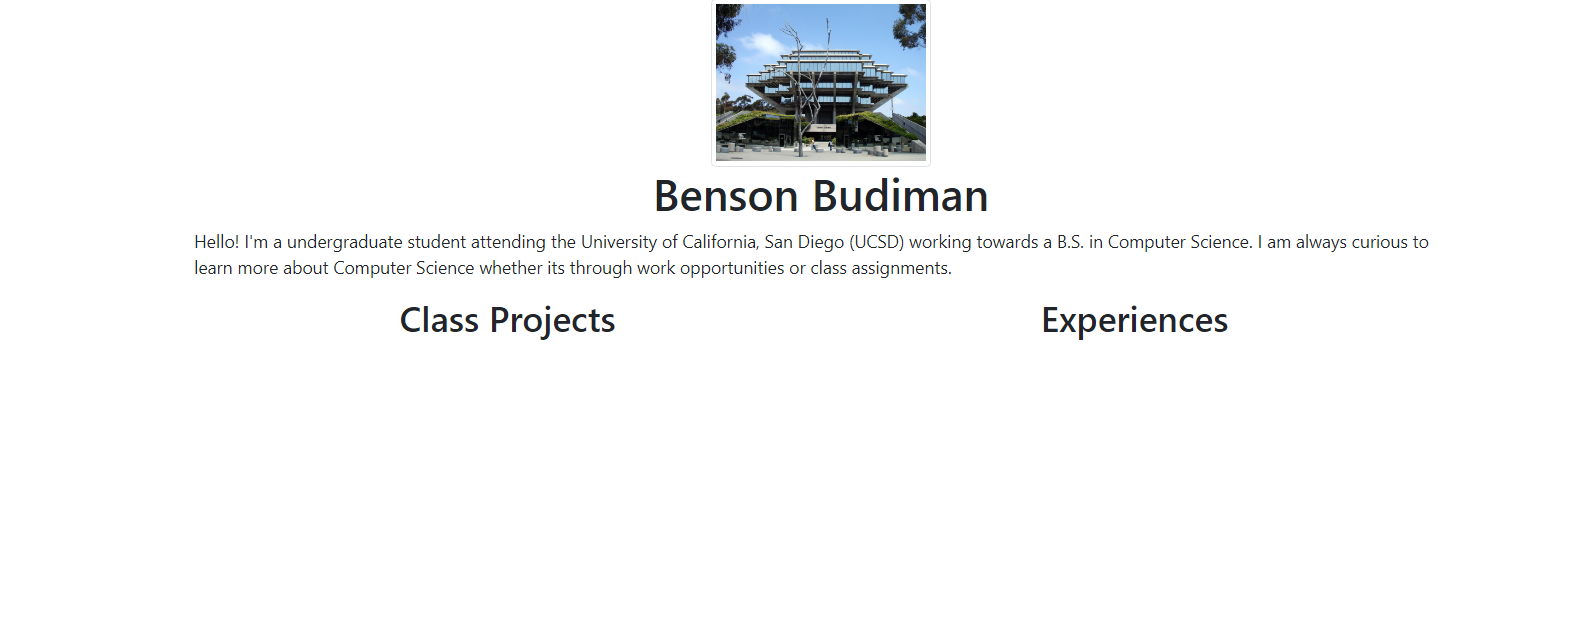 Benson Budiman
Hello! I'm a undergraduate student attending the University of California, San Diego (UCSD) working towards a B.S. in Computer Science. I am always curious to
learn more about Computer Science whether its through work opportunities or class assignments.
Class Projects
Experiences